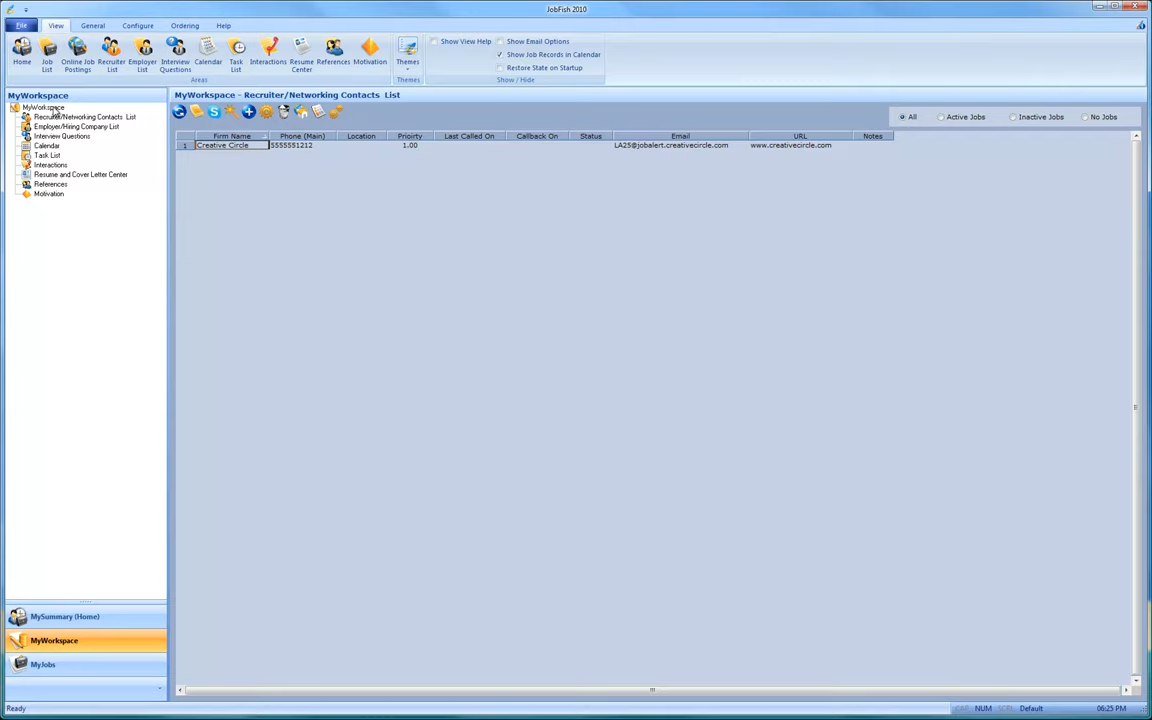 JobFish 2010
File View General Configure Ordering Help
Home Job List Online Job Postings Recruiter List Employer List Interview Questions Calendar Task List Interactions Resume Center References Motivation Themes
Show View Help Show Email Options
Show Job Records in Calendar
Restore State on Startup
Areas Themes Show / Hide
MyWorkspace
MyWorkspace
Recruiter/Networking Contacts List
Employer/Hiring Company List
Interview Questions
Calendar
Task List
Interactions
Resume and Cover Letter Center
References
Motivation
MyWorkspace - Recruiter/Networking Contacts List
All Active Jobs Inactive Jobs No Jobs
Firm Name Phone (Main) Location Prioirty Last Called On Callback On Status Email URL Notes
1 Creative Circle 5555551212 1.00 LA25@jobalert.creativecircle.com www.creativecircle.com
MySummary (Home)
MyWorkspace
MyJobs
Ready CAP NUM SCRL Default 06:25 PM